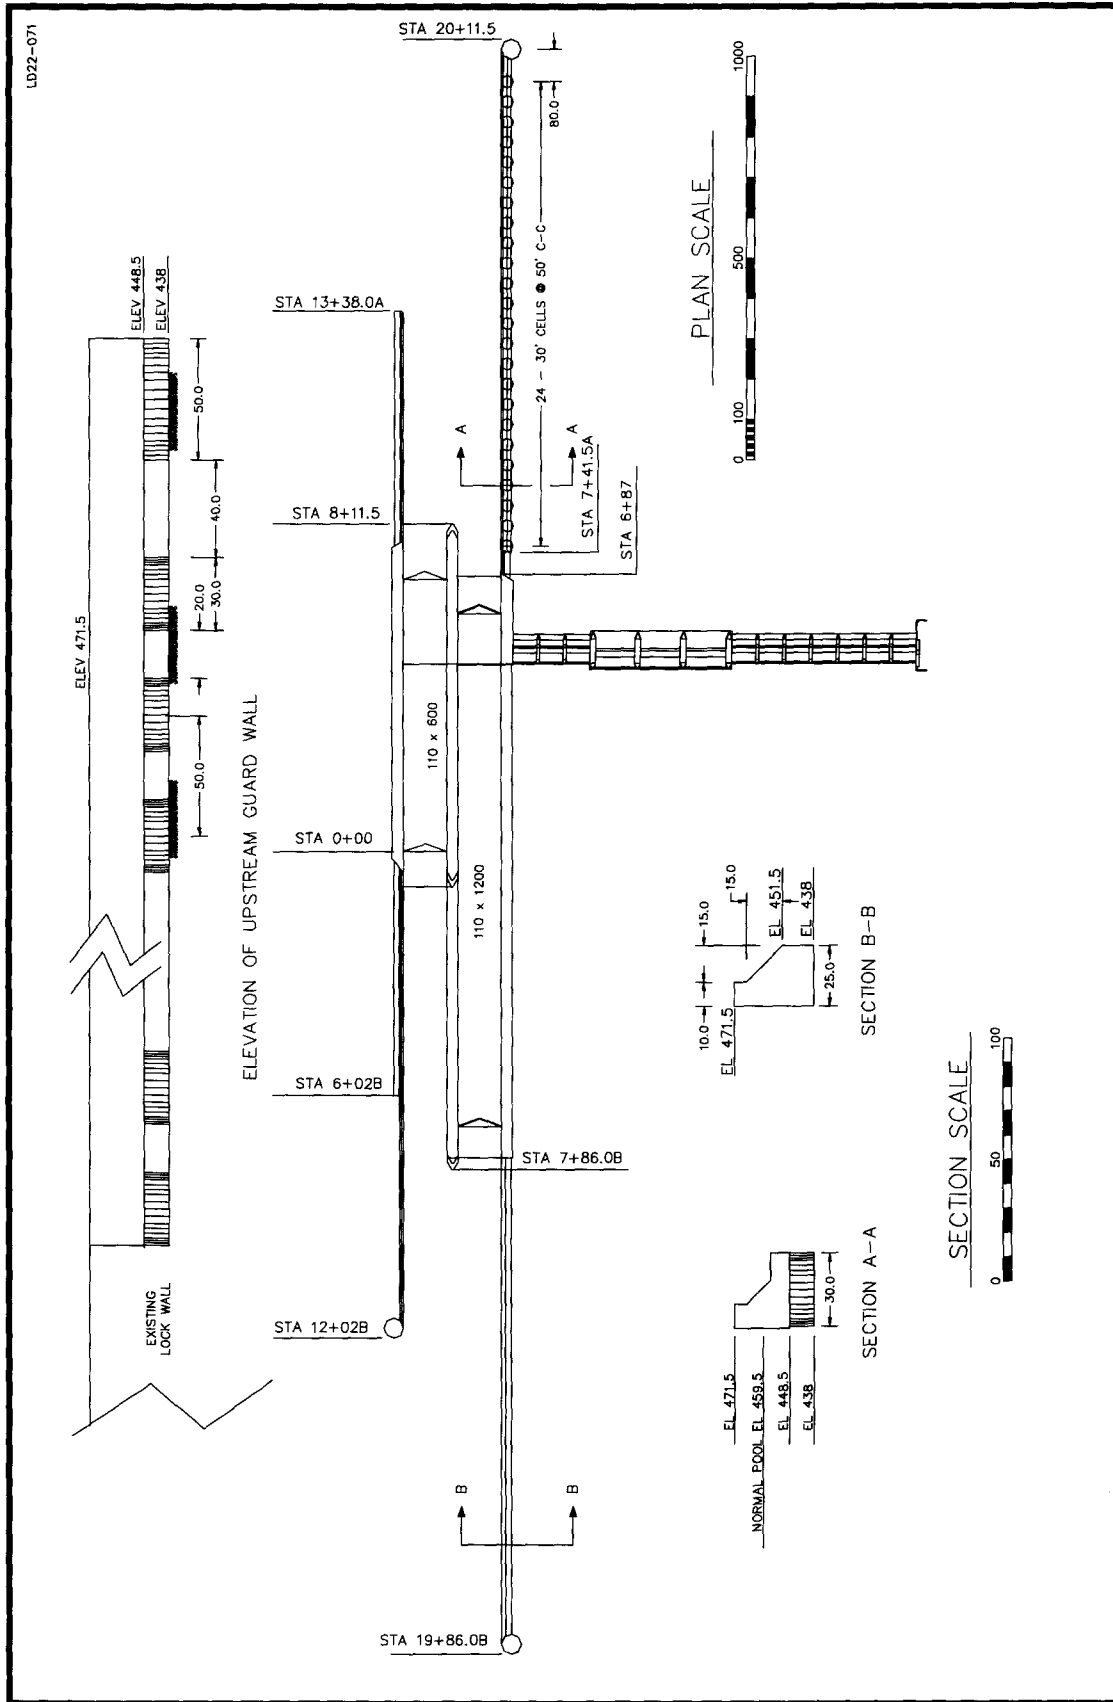 LD22-071
ELEV 448.5
ELEV 438
50.0
40.0
20.0
30.0
ELEV 471.5
50.0
ELEVATION OF UPSTREAM GUARD WALL
EXISTING
LOCK WALL
STA 20+11.5
80.0
24 - 30' CELLS @ 50' C-C
STA 13+38.0A
A
A
STA 7+41.5A
STA 6+87
STA 8+11.5
110 x 600
STA 0+00
110 x 1200
STA 6+02B
STA 7+86.0B
STA 12+02B
B
B
STA 19+86.0B
PLAN SCALE
0
100
500
1000
15.0
15.0
10.0
EL 451.5
EL 438
25.0
EL 471.5
SECTION B-B
SECTION SCALE
0
50
100
30.0
EL 471.5
NORMAL POOL EL 459.5
EL 448.5
EL 438
SECTION A-A